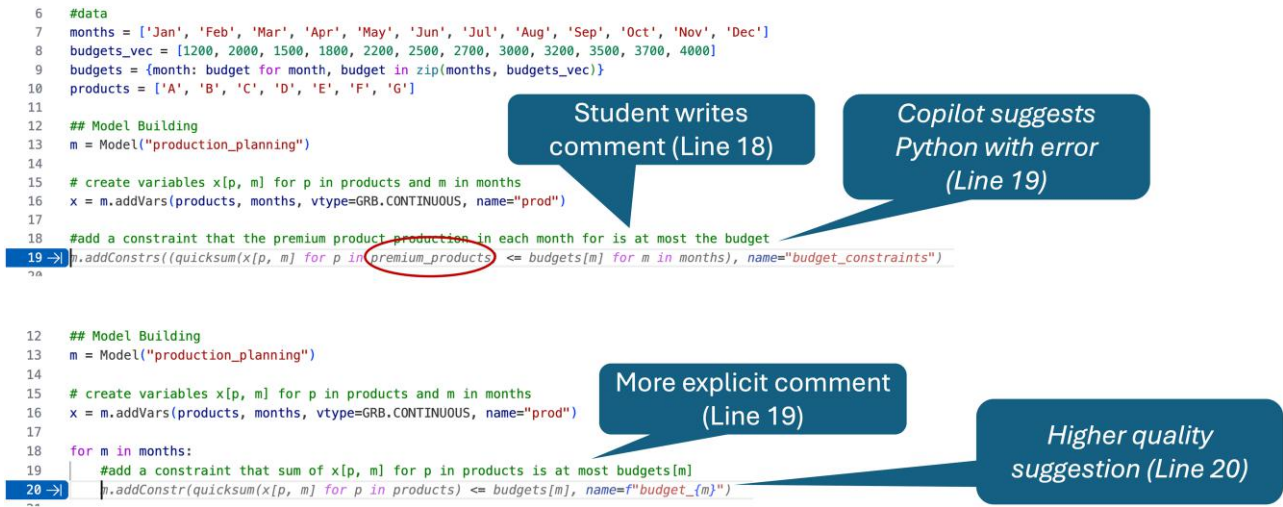 6 #data
7 months = ['Jan', 'Feb', 'Mar', 'Apr', 'May', 'Jun', 'Jul', 'Aug', 'Sep', 'Oct', 'Nov', 'Dec']
8 budgets_vec = [1200, 2000, 1500, 1800, 2200, 2500, 2700, 3000, 3200, 3500, 3700, 4000]
9 budgets = {month: budget for month, budget in zip(months, budgets_vec)}
10 products = ['A', 'B', 'C', 'D', 'E', 'F', 'G']
11
12 ## Model Building
13 m = Model("production_planning")
14
15 # create variables x[p, m] for p in products and m in months
16 x = m.addVars(products, months, vtype=GRB.CONTINUOUS, name="prod")
17
18 #add a constraint that the premium product production in each month for is at most the budget
19 m.addConstrs((quicksum(x[p, m] for p in premium_products) <= budgets[m] for m in months), name="budget_constraints")
20
Student writes
comment (Line 18)
Copilot suggests
Python with error
(Line 19)
12 ## Model Building
13 m = Model("production_planning")
14
15 # create variables x[p, m] for p in products and m in months
16 x = m.addVars(products, months, vtype=GRB.CONTINUOUS, name="prod")
17
18 for m in months:
19 #add a constraint that sum of x[p, m] for p in products is at most budgets[m]
20 m.addConstr(quicksum(x[p, m] for p in products) <= budgets[m], name=f"budget_{m}")
21
More explicit comment
(Line 19)
Higher quality
suggestion (Line 20)